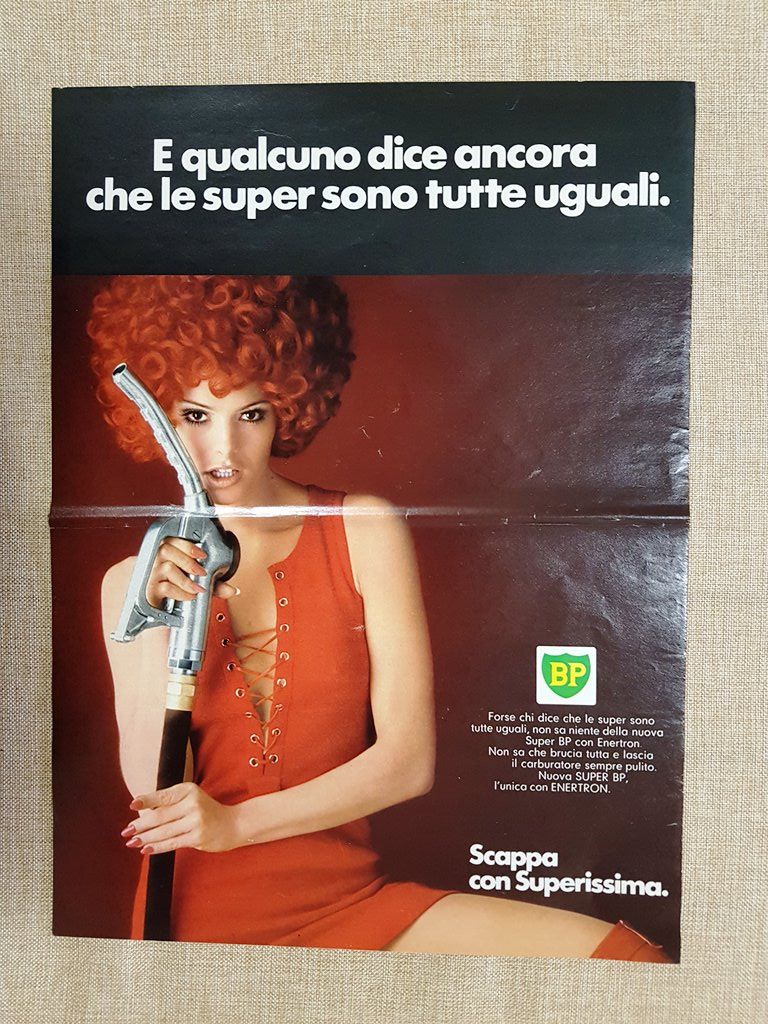 E qualcuno dice ancora
che le super sono tutte uguali.
BP
Forse chi dice che le super sono
tutte uguali, non sa niente della nuova
Super BP con Enertron.
Non sa che brucia tutta e lascia
il carburatore sempre pulito.
Nuova SUPER BP,
l'unica con ENERTRON.
Scappa
con Superissima.